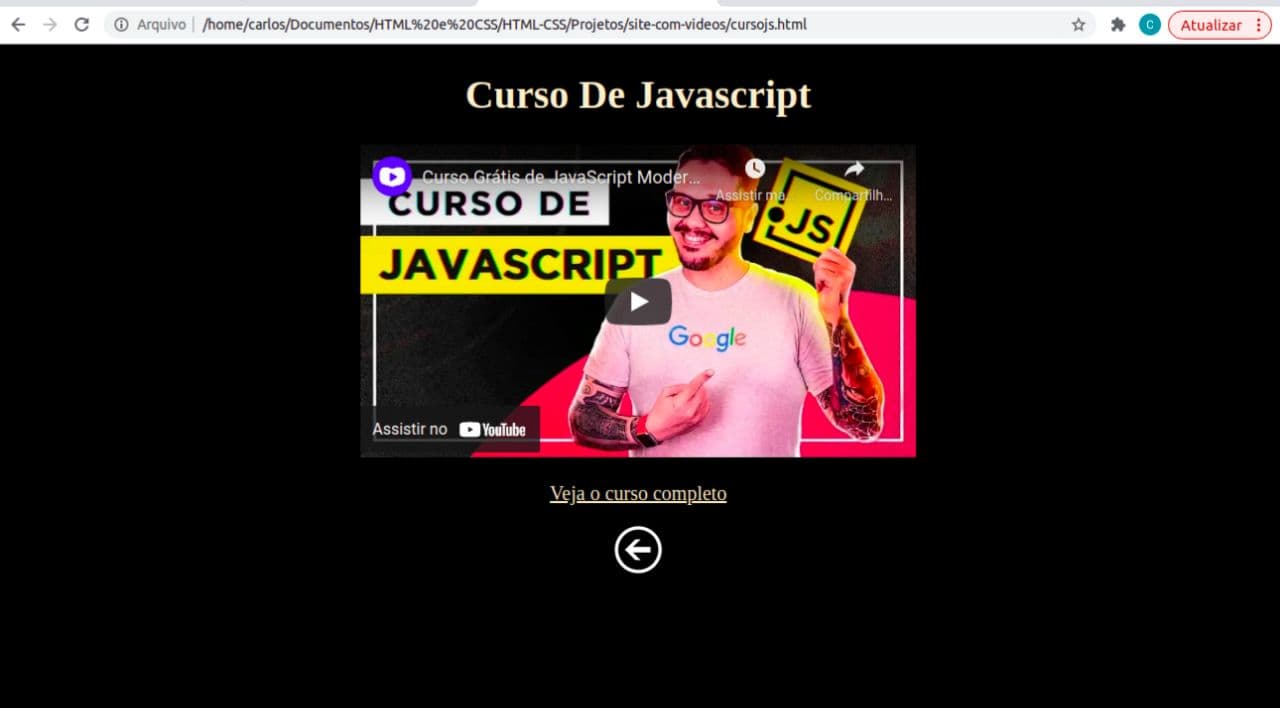 Arquivo | /home/carlos/Documentos/HTML%20e%20CSS/HTML-CSS/Projetos/site-com-videos/cursojs.html
C
Atualizar
Curso De Javascript
Curso Grátis de JavaScript Moder...
Assistir ma...
Compartilh...
CURSO DE
JS
JAVASCRIPT
Google
Assistir no YouTube
Veja o curso completo